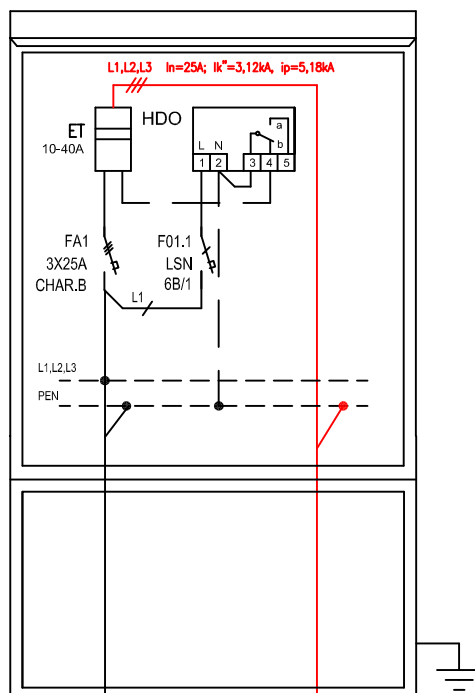 L1,L2,L3 In=25A; Ik"=3,12kA, ip=5,18kA
ET
10-40A
HDO
L N
a
b
1 2 3 4 5
FA1
3X25A
CHAR.B
F01.1
LSN
6B/1
L1
L1,L2,L3
PEN